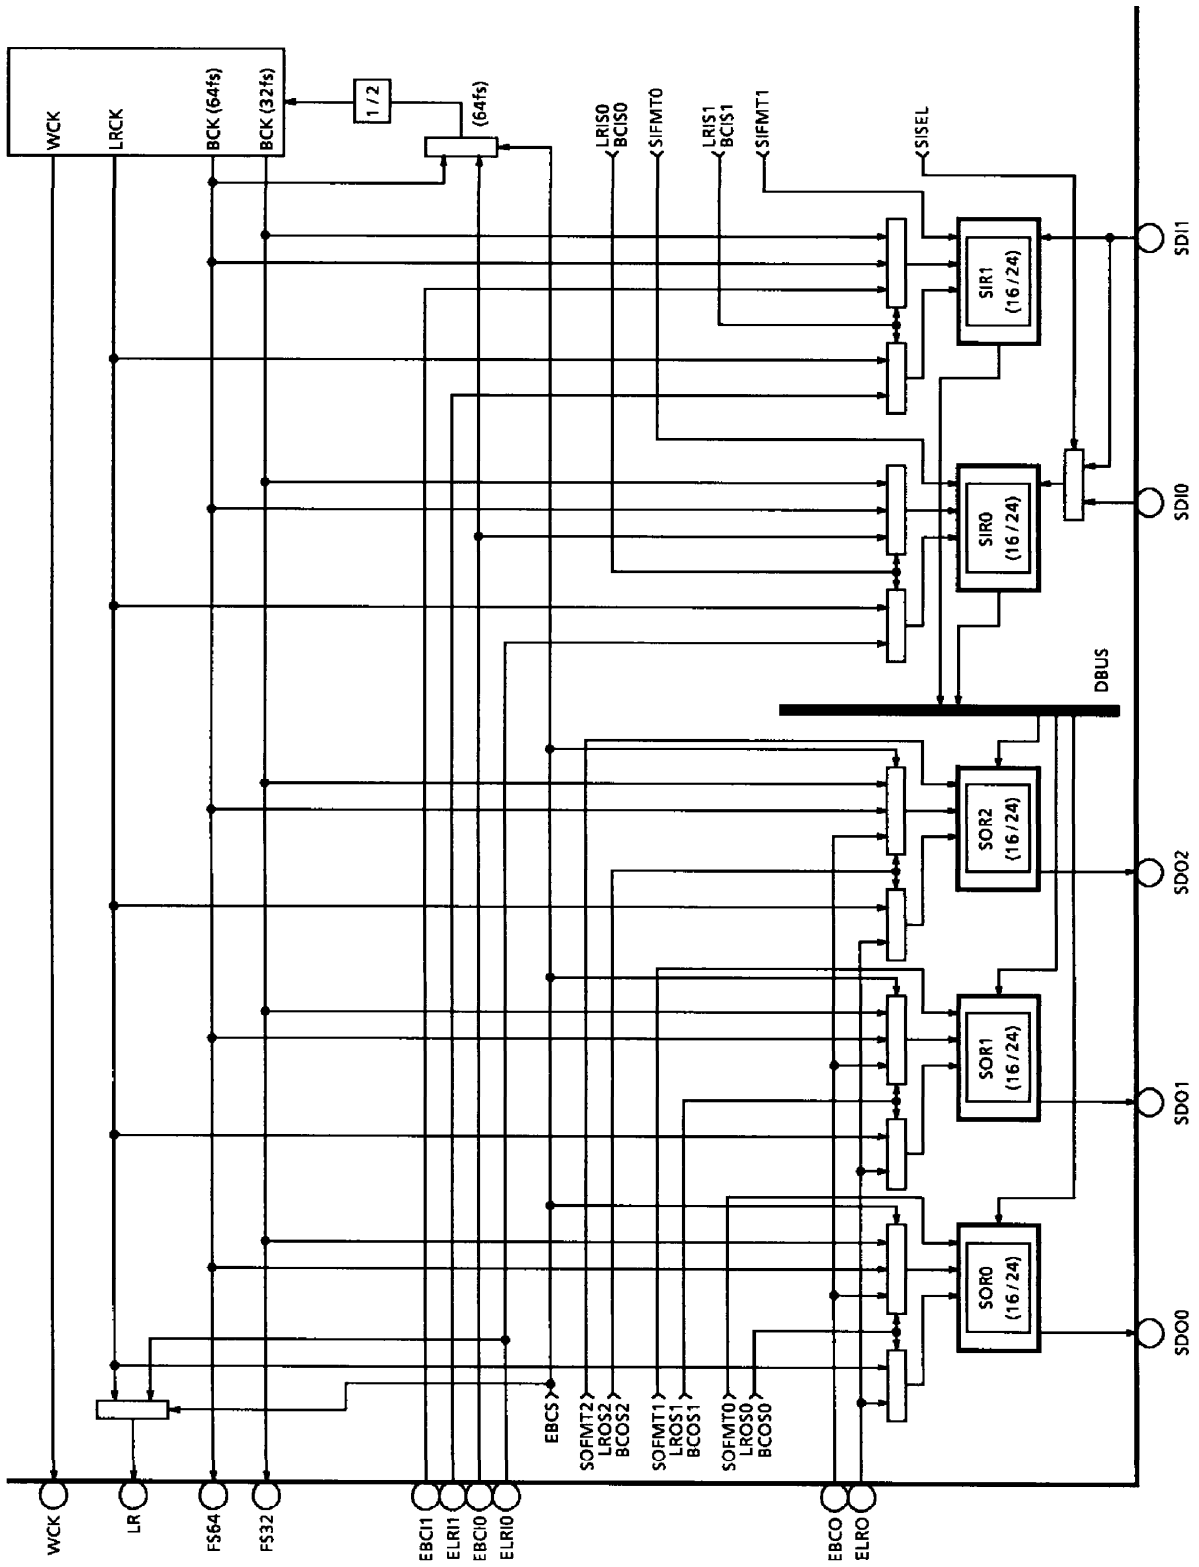 WCK
WCK
LRCK
LR
FS64
BCK (64fs)
FS32
BCK (32fs)
1/2
EBCI1
ELRI1
EBCI0
(64fs)
ELRI0
EBCS
SOFMT2
LROS2
BCOS2
LRIS0
BCIS0
SOFMT1
SIFMT0
LROS1
BCOS1
LRIS1
BCIS1
SOFMT0
LROS0
BCOS0
SIFMT1
EBCO
ELRO
SISEL
SOR0
(16/24)
SOR1
(16/24)
SOR2
(16/24)
SIR0
(16/24)
SIR1
(16/24)
DBUS
SDO0
SDO1
SDO2
SDI0
SDI1